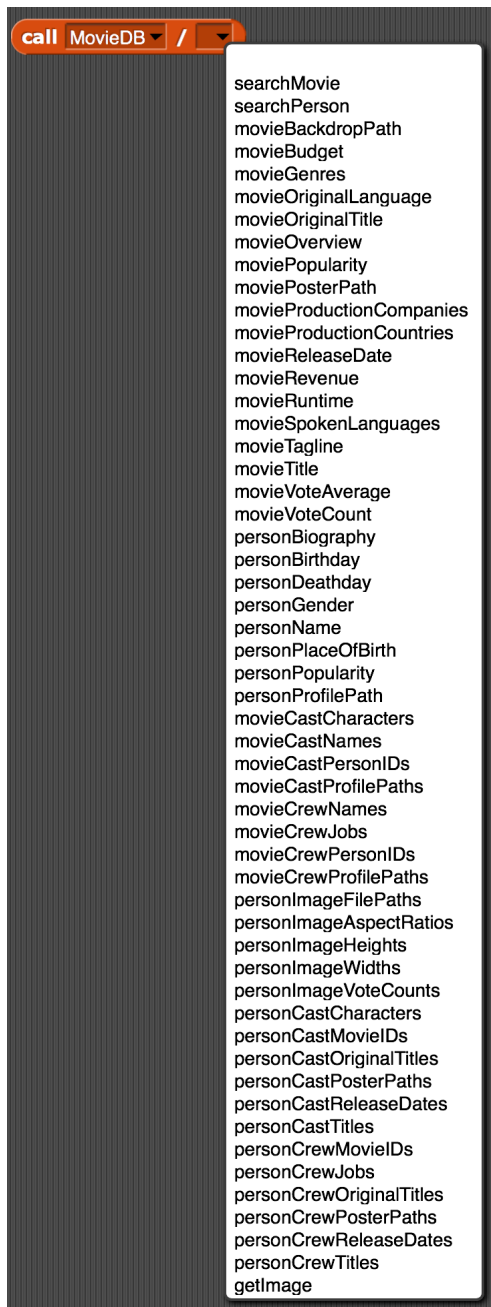 call MovieDB /
searchMovie
searchPerson
movieBackdropPath
movieBudget
movieGenres
movieOriginalLanguage
movieOriginalTitle
movieOverview
moviePopularity
moviePosterPath
movieProductionCompanies
movieProductionCountries
movieReleaseDate
movieRevenue
movieRuntime
movieSpokenLanguages
movieTagline
movieTitle
movieVoteAverage
movieVoteCount
personBiography
personBirthday
personDeathday
personGender
personName
personPlaceOfBirth
personPopularity
personProfilePath
movieCastCharacters
movieCastNames
movieCastPersonIDs
movieCastProfilePaths
movieCrewNames
movieCrewJobs
movieCrewPersonIDs
movieCrewProfilePaths
personImageFilePaths
personImageAspectRatios
personImageHeights
personImageWidths
personImageVoteCounts
personCastCharacters
personCastMovieIDs
personCastOriginalTitles
personCastPosterPaths
personCastReleaseDates
personCastTitles
personCrewMovieIDs
personCrewJobs
personCrewOriginalTitles
personCrewPosterPaths
personCrewReleaseDates
personCrewTitles
getImage